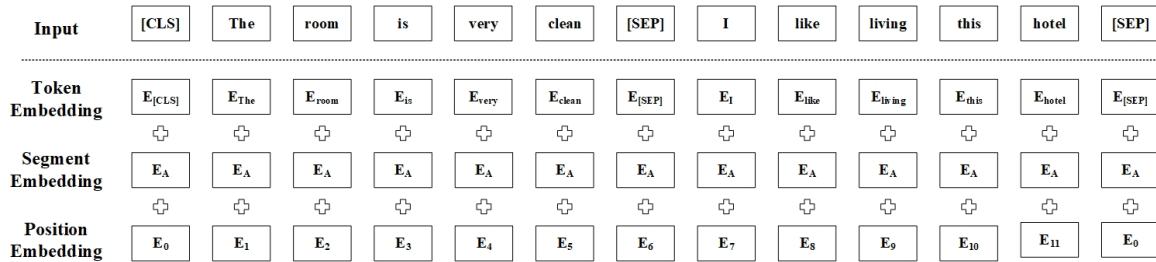 Input [CLS] The room is very clean [SEP] I like living this hotel [SEP]
Token
Embedding
E[CLS] EThe Eroom Eis Every Eclean E[SEP] EI Elike Eliving Ethis Ehotel E[SEP]
Segment
Embedding
EA EA EA EA EA EA EA EA EA EA EA EA EA
Position
Embedding
E0 E1 E2 E3 E4 E5 E6 E7 E8 E9 E10 E11 E0